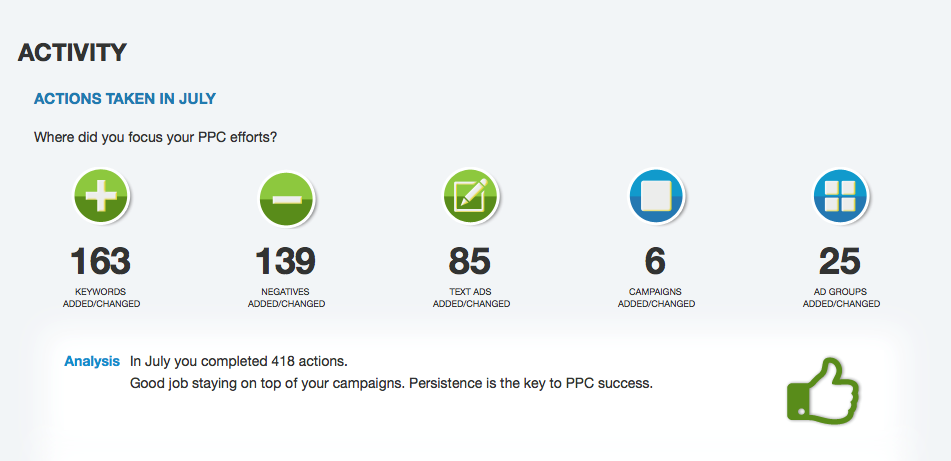 ACTIVITY
ACTIONS TAKEN IN JULY
Where did you focus your PPC efforts?
163
139
85
6
25
KEYWORDS
ADDED/CHANGED
NEGATIVES
ADDED/CHANGED
TEXT ADS
ADDED/CHANGED
CAMPAIGNS
ADDED/CHANGED
AD GROUPS
ADDED/CHANGED
Analysis In July you completed 418 actions.
Good job staying on top of your campaigns. Persistence is the key to PPC success.